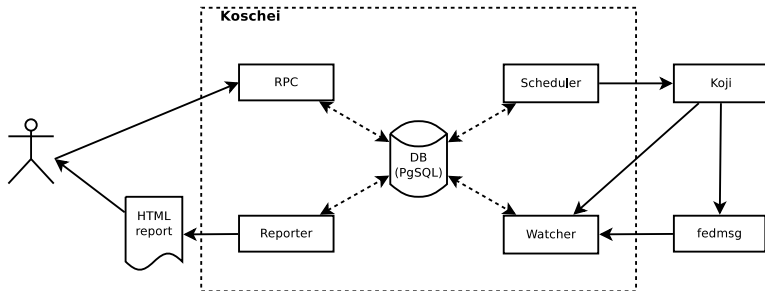 Koschei
RPC
Scheduler
Koji
DB
(PgSQL)
HTML
report
Reporter
Watcher
fedmsg